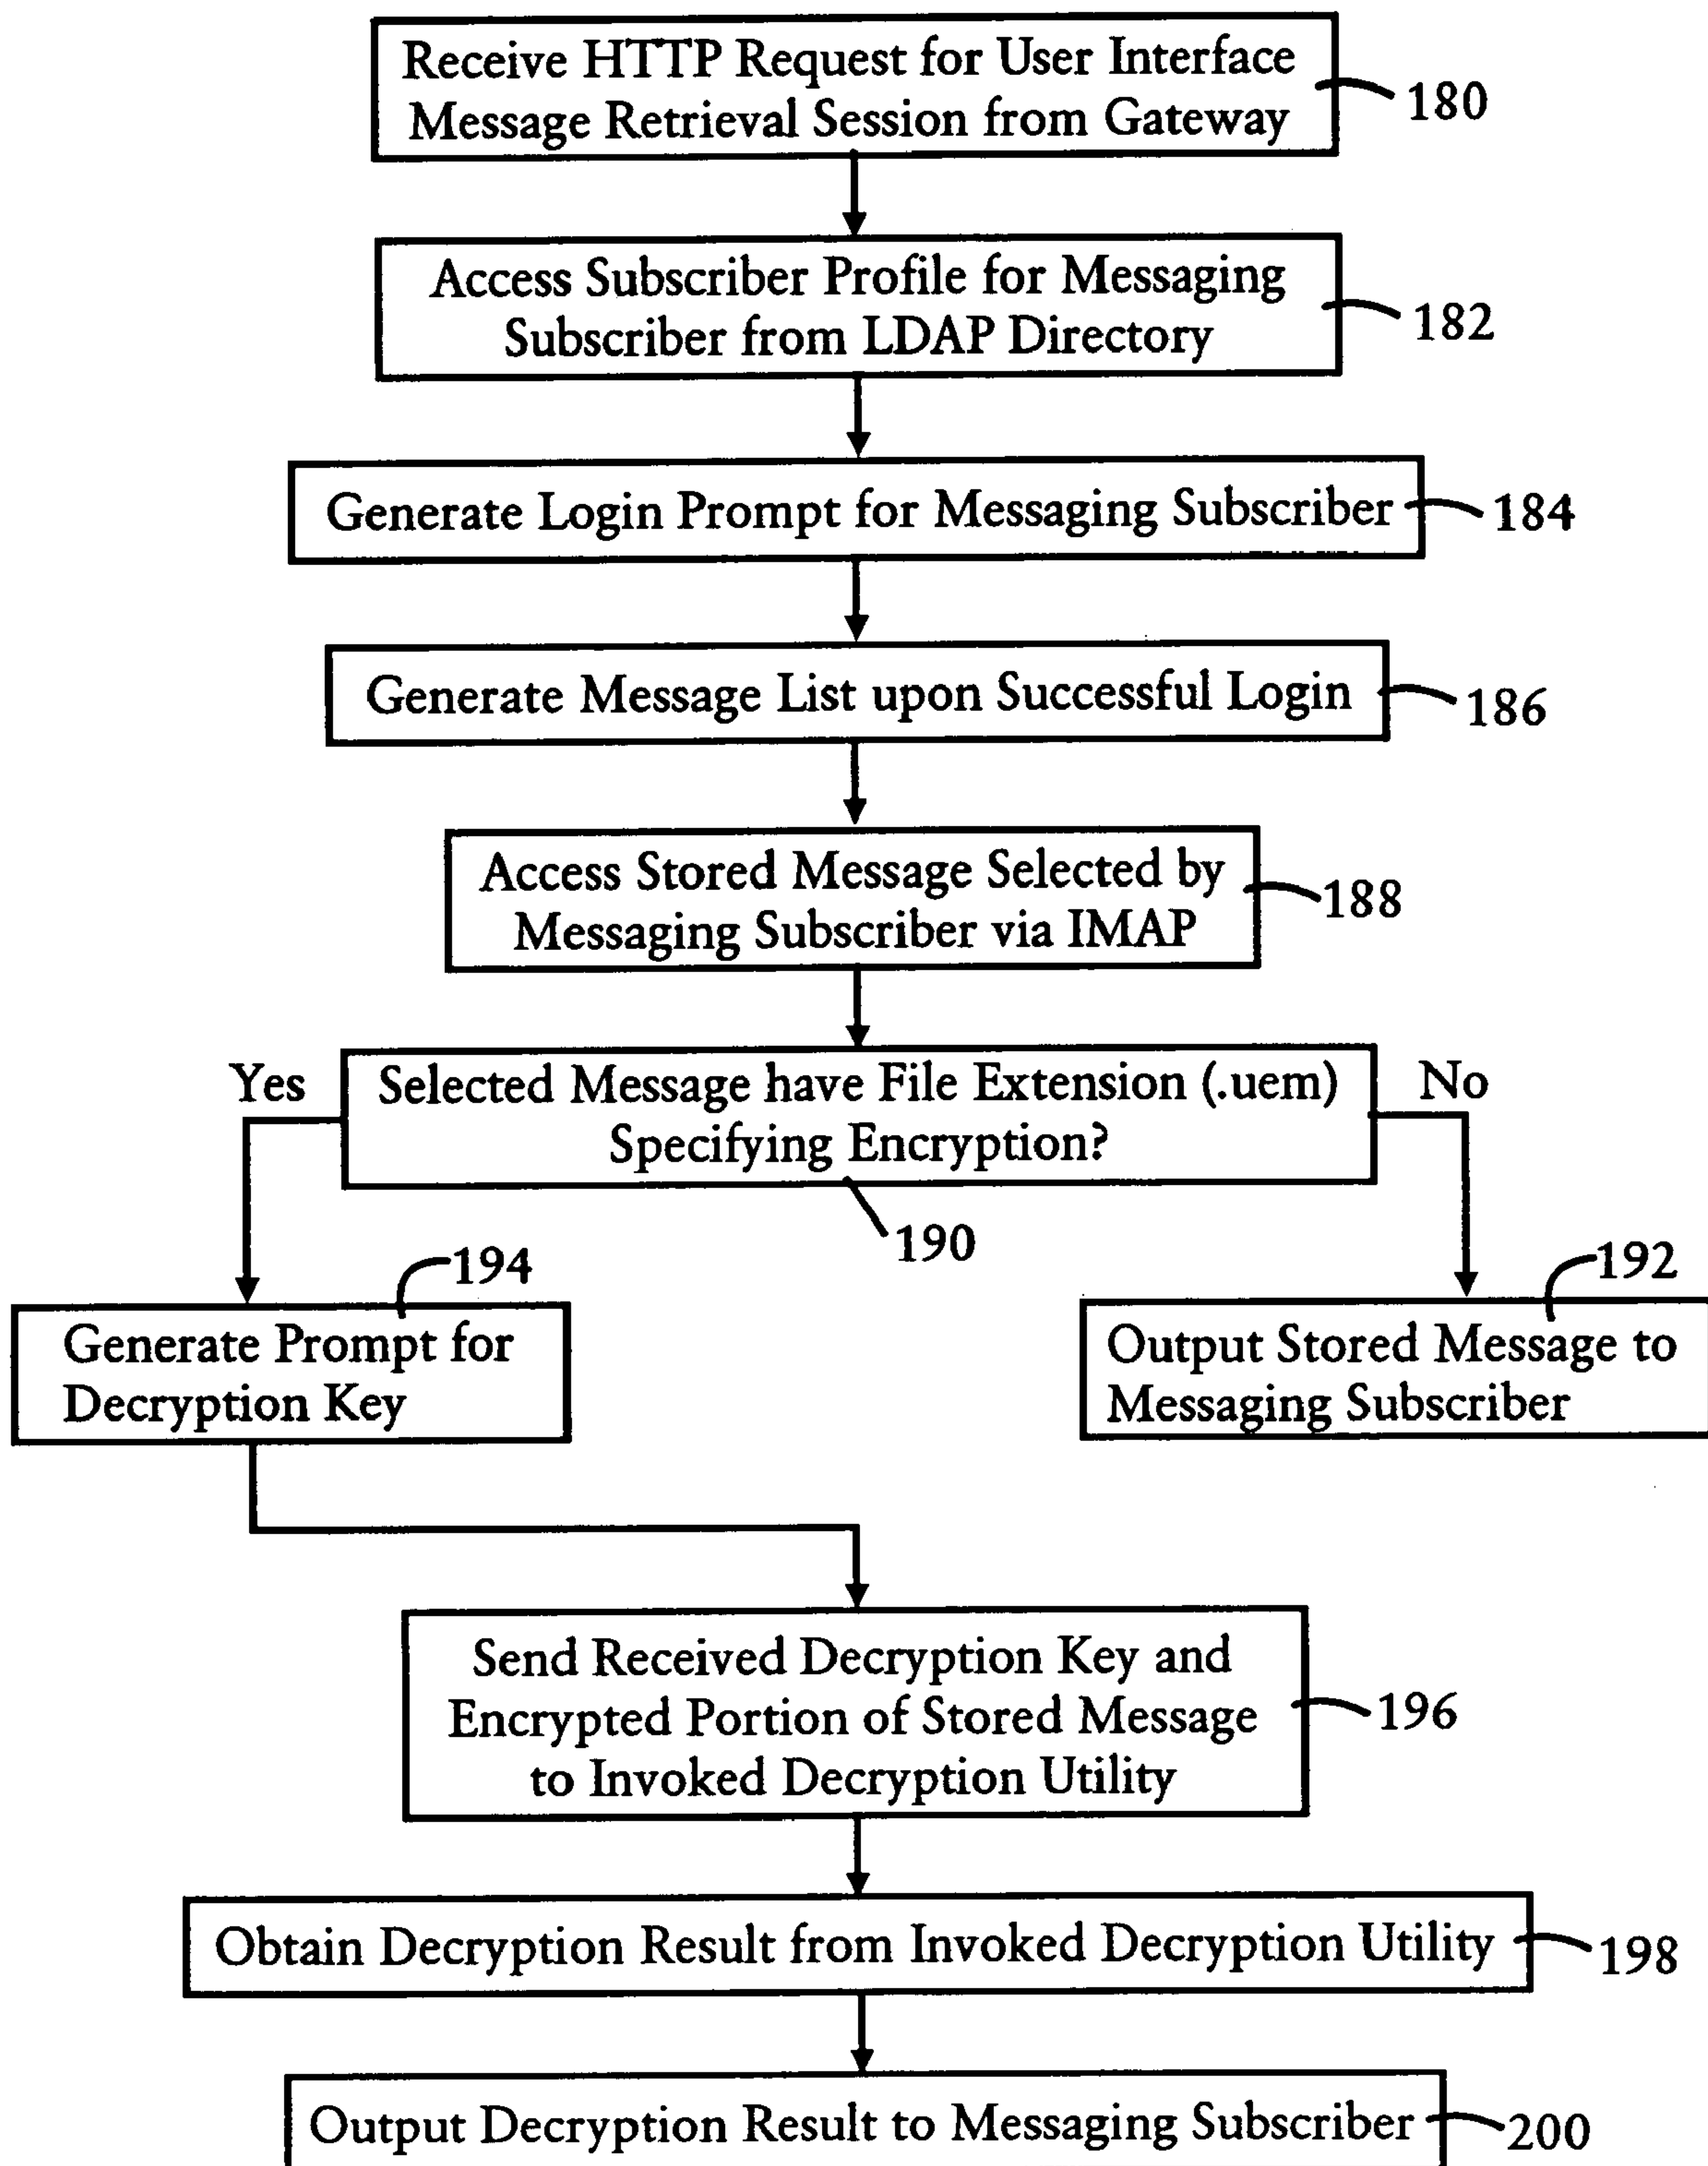 Receive HTTP Request for User Interface
Message Retrieval Session from Gateway
180
Access Subscriber Profile for Messaging
Subscriber from LDAP Directory
182
Generate Login Prompt for Messaging Subscriber
184
Generate Message List upon Successful Login
186
Access Stored Message Selected by
Messaging Subscriber via IMAP
188
Yes
Selected Message have File Extension (.uem)
Specifying Encryption?
No
190
194
192
Generate Prompt for
Decryption Key
Output Stored Message to
Messaging Subscriber
Send Received Decryption Key and
Encrypted Portion of Stored Message
to Invoked Decryption Utility
196
Obtain Decryption Result from Invoked Decryption Utility
198
Output Decryption Result to Messaging Subscriber
200